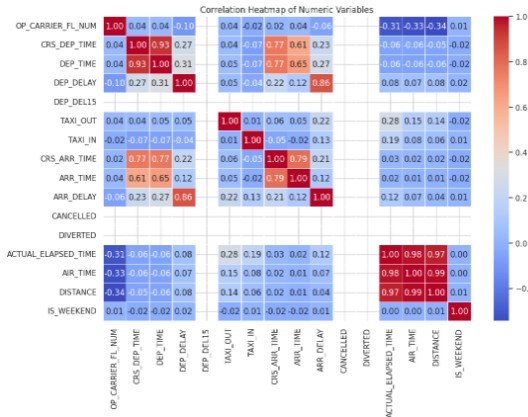 Correlation Heatmap of Numeric Variables
OP_CARRIER_FL_NUM 1.00 0.04 0.04 -0.10 0.04 -0.02 0.02 0.04 -0.06 -0.31 -0.33 -0.34 0.01
CRS_DEP_TIME 0.04 1.00 0.93 0.27 0.04 -0.07 0.77 0.61 0.23 -0.06 -0.05 -0.05 -0.02
DEP_TIME 0.04 0.93 1.00 0.31 0.05 -0.07 0.77 0.65 0.27 -0.06 -0.06 -0.06 -0.02
DEP_DELAY -0.10 0.27 0.31 1.00 0.05 -0.04 0.22 0.12 0.86 0.08 0.07 0.08 0.02
DEP_DEL15
TAXI_OUT 0.04 0.04 0.05 0.05 1.00 0.01 0.06 0.05 0.22 0.28 0.15 0.14 -0.02
TAXI_IN -0.02 -0.07 -0.07 -0.04 0.01 1.00 -0.05 -0.02 0.13 0.19 0.08 0.06 0.01
CRS_ARR_TIME 0.02 0.77 0.77 0.22 0.06 -0.05 1.00 0.79 0.21 0.03 0.02 0.02 -0.02
ARR_TIME 0.04 0.61 0.65 0.12 0.05 -0.02 0.79 1.00 0.12 0.02 0.01 0.01 -0.02
ARR_DELAY -0.06 0.23 0.27 0.86 0.22 0.13 0.21 0.12 1.00 0.12 0.07 0.04 0.01
CANCELLED
DIVERTED
ACTUAL_ELAPSED_TIME -0.31 -0.06 -0.06 0.08 0.28 0.19 0.03 0.02 0.12 1.00 0.98 0.97 0.00
AIR_TIME -0.33 -0.05 -0.06 0.07 0.15 0.08 0.02 0.01 0.07 0.98 1.00 0.99 0.00
DISTANCE -0.34 -0.05 -0.06 0.08 0.14 0.06 0.02 0.01 0.04 0.97 0.99 1.00 0.01
IS_WEEKEND 0.01 -0.02 -0.02 0.02 -0.02 0.01 -0.02 -0.02 0.01 0.00 0.00 0.01 1.00
OP_CARRIER_FL_NUM
CRS_DEP_TIME
DEP_TIME
DEP_DELAY
DEP_DEL15
TAXI_OUT
TAXI_IN
CRS_ARR_TIME
ARR_TIME
ARR_DELAY
CANCELLED
DIVERTED
ACTUAL_ELAPSED_TIME
AIR_TIME
DISTANCE
IS_WEEKEND
1.0
0.8
0.6
0.4
0.2
0.0